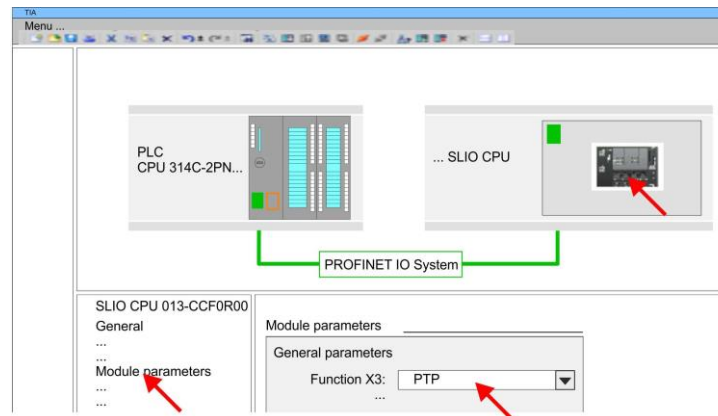 TIA
Menu ...
PLC
CPU 314C-2PN...
... SLIO CPU
PROFINET IO System
SLIO CPU 013-CCF0R00
General
...
...
Module parameters
...
...
Module parameters
General parameters
Function X3: PTP
...